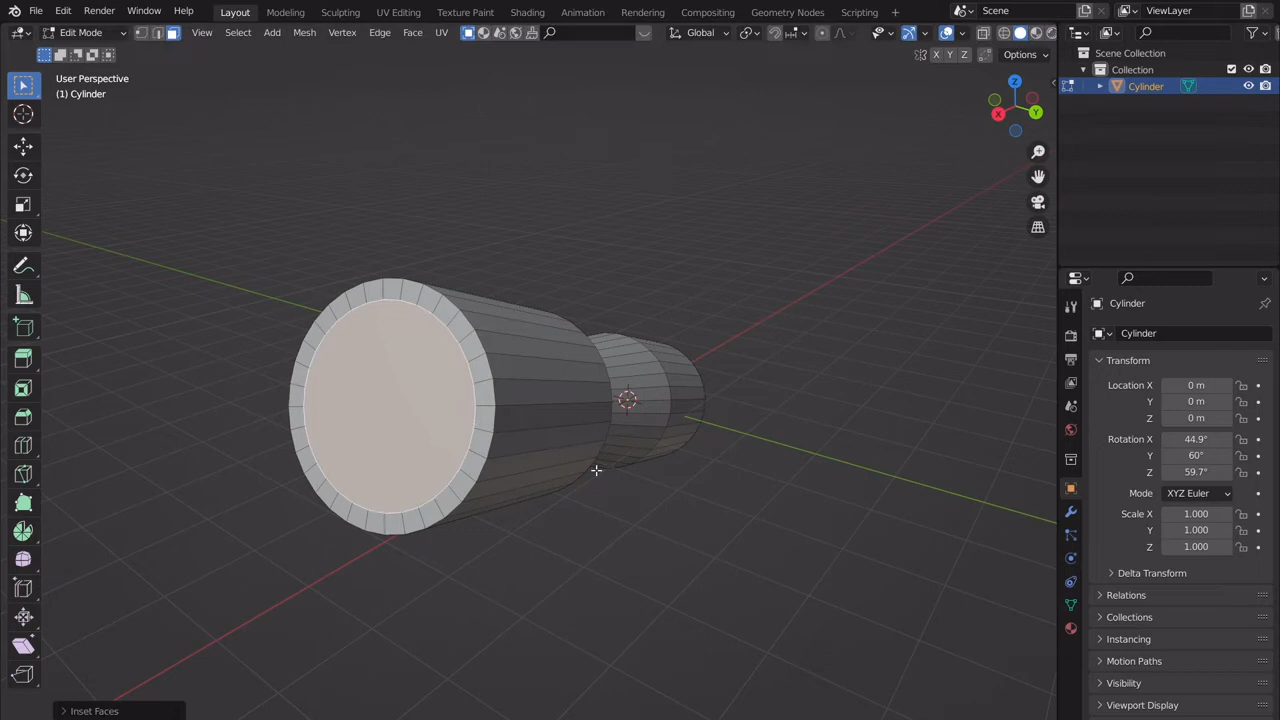 File Edit Render Window Help Layout Modeling Sculpting UV Editing Texture Paint Shading Animation Rendering Compositing Geometry Nodes Scripting + Scene ViewLayer
Edit Mode View Select Add Mesh Vertex Edge Face UV Global
X Y Z Options
User Perspective
(1) Cylinder
Z
X Y
Inset Faces
Scene Collection
Collection
Cylinder
Cylinder
Cylinder
Transform
Location X 0 m
Y 0 m
Z 0 m
Rotation X 44.9°
Y 60°
Z 59.7°
Mode XYZ Euler
Scale X 1.000
Y 1.000
Z 1.000
Delta Transform
Relations
Collections
Instancing
Motion Paths
Visibility
Viewport Display